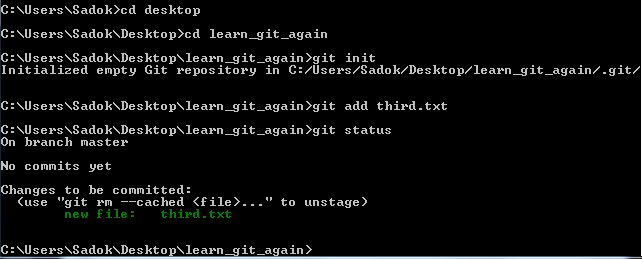 C:\Users\Sadok>cd desktop
C:\Users\Sadok\Desktop>cd learn_git_again
C:\Users\Sadok\Desktop\learn_git_again>git init
Initialized empty Git repository in C:/Users/Sadok/Desktop/learn_git_again/.git/
C:\Users\Sadok\Desktop\learn_git_again>git add third.txt
C:\Users\Sadok\Desktop\learn_git_again>git status
On branch master
No commits yet
Changes to be committed:
  (use "git rm --cached <file>..." to unstage)
        new file:   third.txt
C:\Users\Sadok\Desktop\learn_git_again>